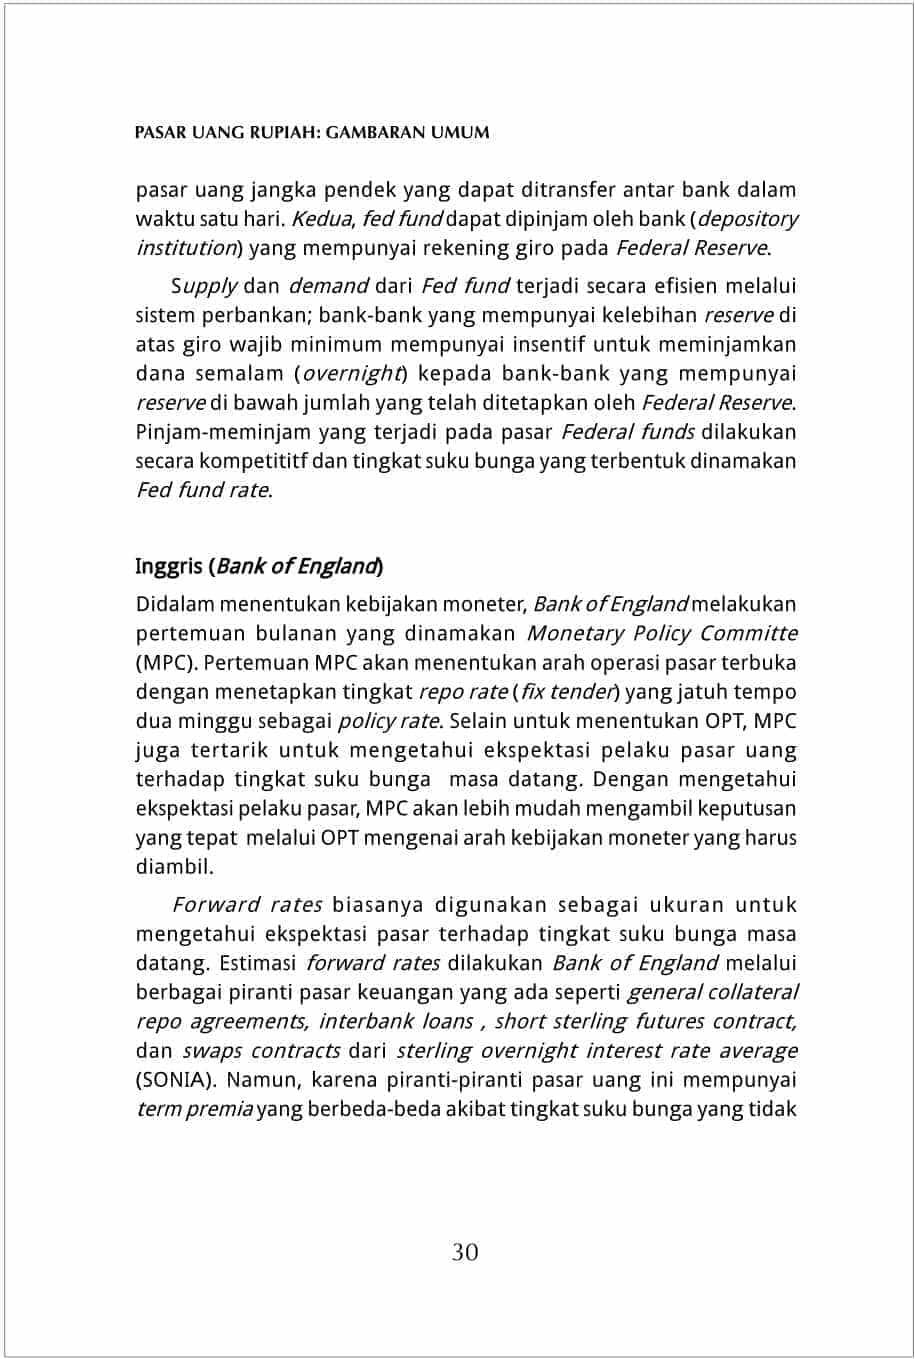 PASAR UANG RUPIAH: GAMBARAN UMUM
pasar uang jangka pendek yang dapat ditransfer antar bank dalam
waktu satu hari. Kedua, fed fund dapat dipinjam oleh bank (depository
institution) yang mempunyai rekening giro pada Federal Reserve.
Supply dan demand dari Fed fund terjadi secara efisien melalui
sistem perbankan; bank-bank yang mempunyai kelebihan reserve di
atas giro wajib minimum mempunyai insentif untuk meminjamkan
dana semalam (overnight) kepada bank-bank yang mempunyai
reserve di bawah jumlah yang telah ditetapkan oleh Federal Reserve.
Pinjam-meminjam yang terjadi pada pasar Federal funds dilakukan
secara kompetititf dan tingkat suku bunga yang terbentuk dinamakan
Fed fund rate.
Inggris (Bank of England)
Didalam menentukan kebijakan moneter, Bank of England melakukan
pertemuan bulanan yang dinamakan Monetary Policy Committe
(MPC). Pertemuan MPC akan menentukan arah operasi pasar terbuka
dengan menetapkan tingkat repo rate (fix tender) yang jatuh tempo
dua minggu sebagai policy rate. Selain untuk menentukan OPT, MPC
juga tertarik untuk mengetahui ekspektasi pelaku pasar uang
terhadap tingkat suku bunga  masa datang. Dengan mengetahui
ekspektasi pelaku pasar, MPC akan lebih mudah mengambil keputusan
yang tepat  melalui OPT mengenai arah kebijakan moneter yang harus
diambil.
Forward rates biasanya digunakan sebagai ukuran untuk
mengetahui ekspektasi pasar terhadap tingkat suku bunga masa
datang. Estimasi forward rates dilakukan Bank of England melalui
berbagai piranti pasar keuangan yang ada seperti general collateral
repo agreements, interbank loans , short sterling futures contract,
dan swaps contracts dari sterling overnight interest rate average
(SONIA). Namun, karena piranti-piranti pasar uang ini mempunyai
term premia yang berbeda-beda akibat tingkat suku bunga yang tidak
30